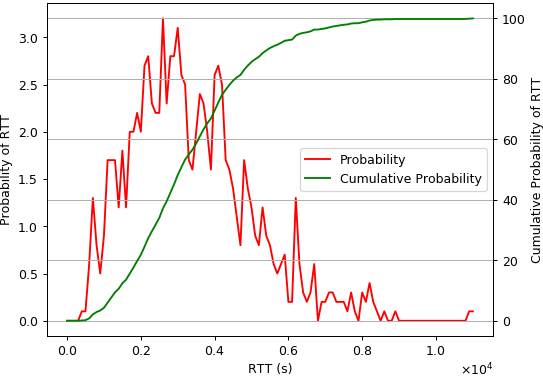 Probability of RTT
3.0
2.5
2.0
1.5
1.0
0.5
0.0
Probability
Cumulative Probability
100
80
60
40
20
0
Cumulative Probability of RTT
0.0 0.2 0.4 0.6 0.8 1.0
RTT (s)
×10⁴